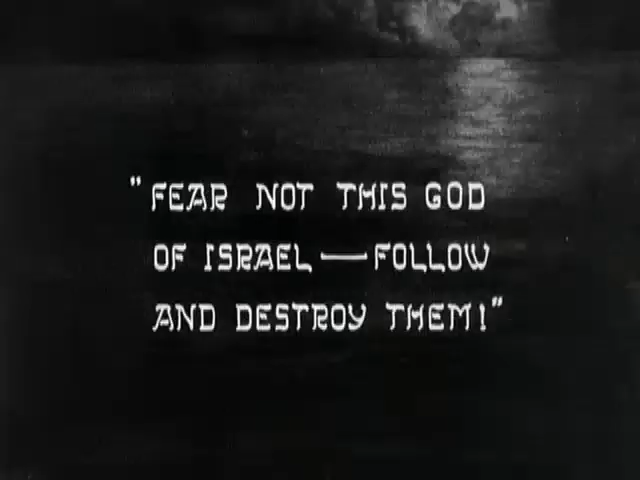 "FEAR NOT THIS GOD
OF ISRAEL — FOLLOW
AND DESTROY THEM!"